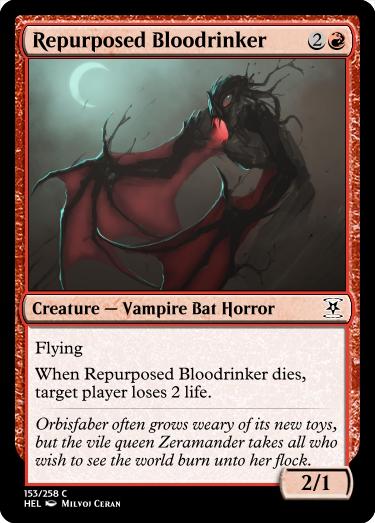 Repurposed Bloodrinker 2
Creature — Vampire Bat Horror
Flying
When Repurposed Bloodrinker dies,
target player loses 2 life.
Orbisfaber often grows weary of its new toys,
but the vile queen Zeramander takes all who
wish to see the world burn unto her flock.
2/1
153/258 C
HEL Milvoj Ceran